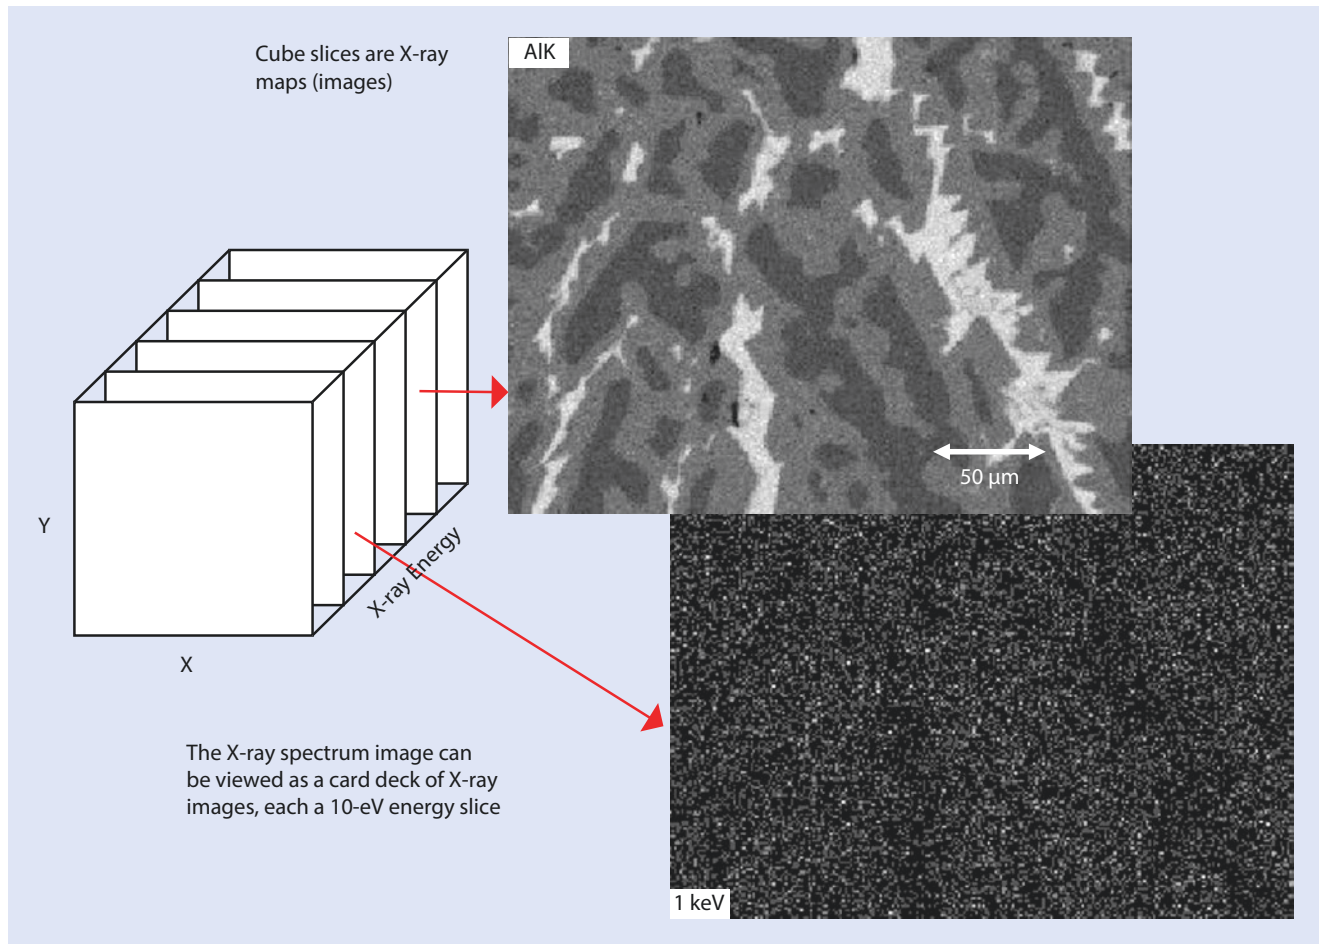 Cube slices are X-ray
maps (images)
AlK
50 µm
Y
X-ray Energy
X
The X-ray spectrum image can
be viewed as a card deck of X-ray
images, each a 10-eV energy slice
1 keV